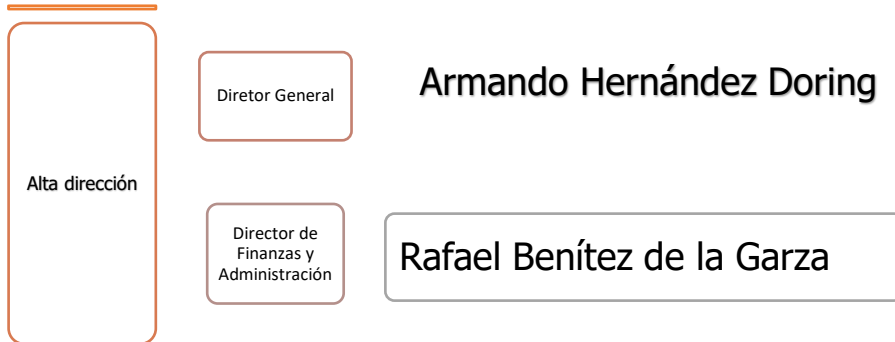 Alta dirección
Diretor General
Armando Hernández Doring
Director de
Finanzas y
Administración
Rafael Benítez de la Garza